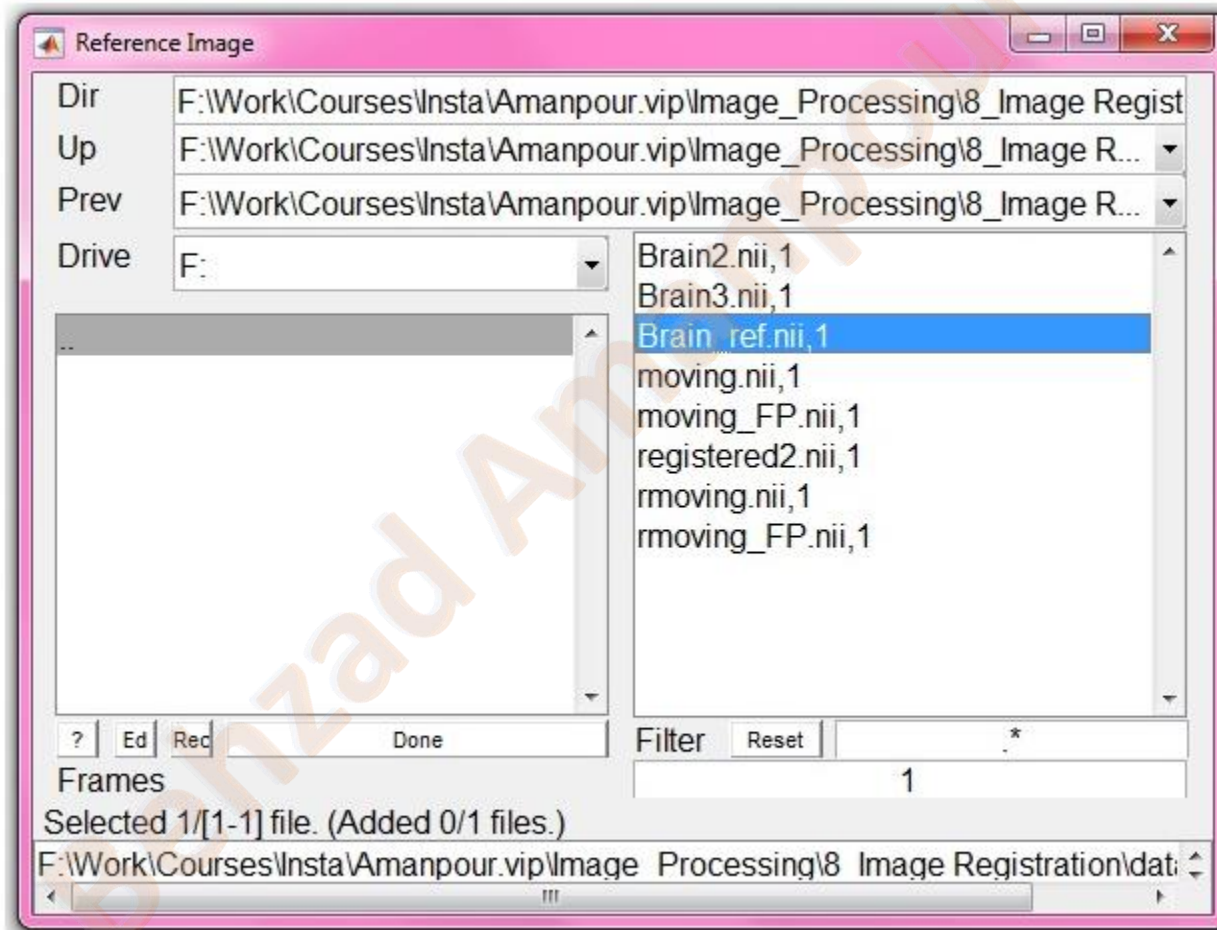 Reference Image
Dir F:\Work\Courses\Insta\Amanpour.vip\Image_Processing\8_Image Regist
Up F:\Work\Courses\Insta\Amanpour.vip\Image_Processing\8_Image R...
Prev F:\Work\Courses\Insta\Amanpour.vip\Image_Processing\8_Image R...
Drive F:
Brain2.nii,1
Brain3.nii,1
..
Brain_ref.nii,1
moving.nii,1
moving_FP.nii,1
registered2.nii,1
rmoving.nii,1
rmoving_FP.nii,1
? Ed Rec Done Filter Reset .*
Frames 1
Selected 1/[1-1] file. (Added 0/1 files.)
F:\Work\Courses\Insta\Amanpour.vip\Image_Processing\8_Image Registration\data
Behzad Amanpour